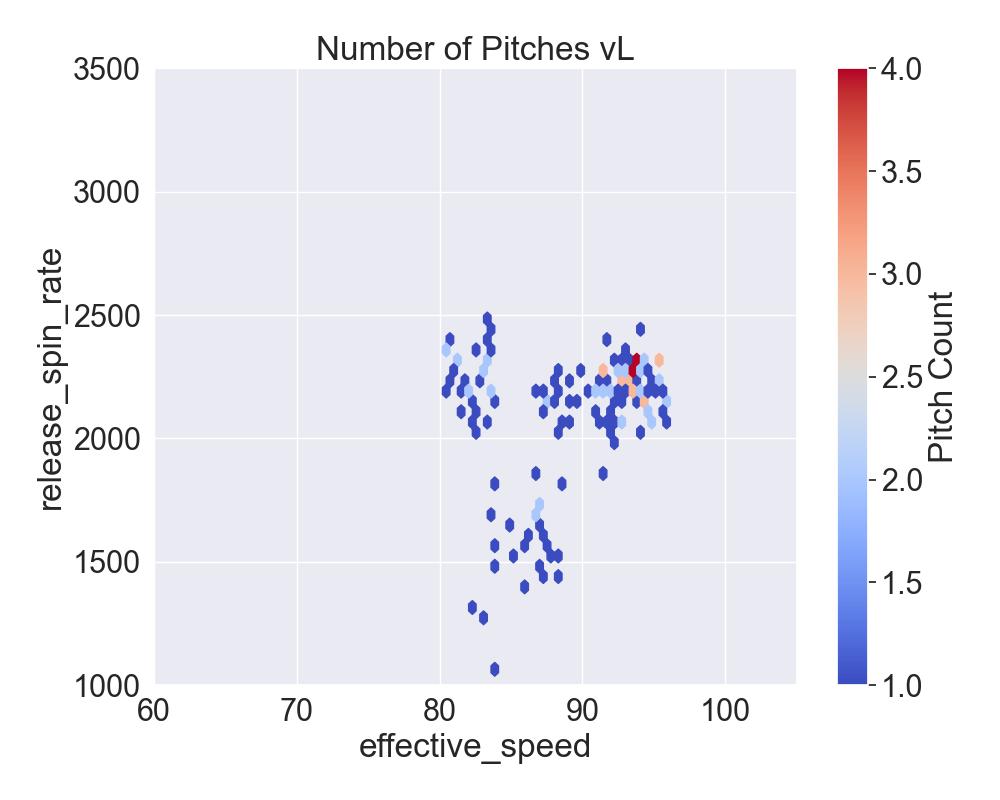 Number of Pitches vL
3500
3000
2500
2000
1500
1000
release_spin_rate
60 70 80 90 100
effective_speed
4.0
3.5
3.0
2.5
2.0
1.5
1.0
Pitch Count